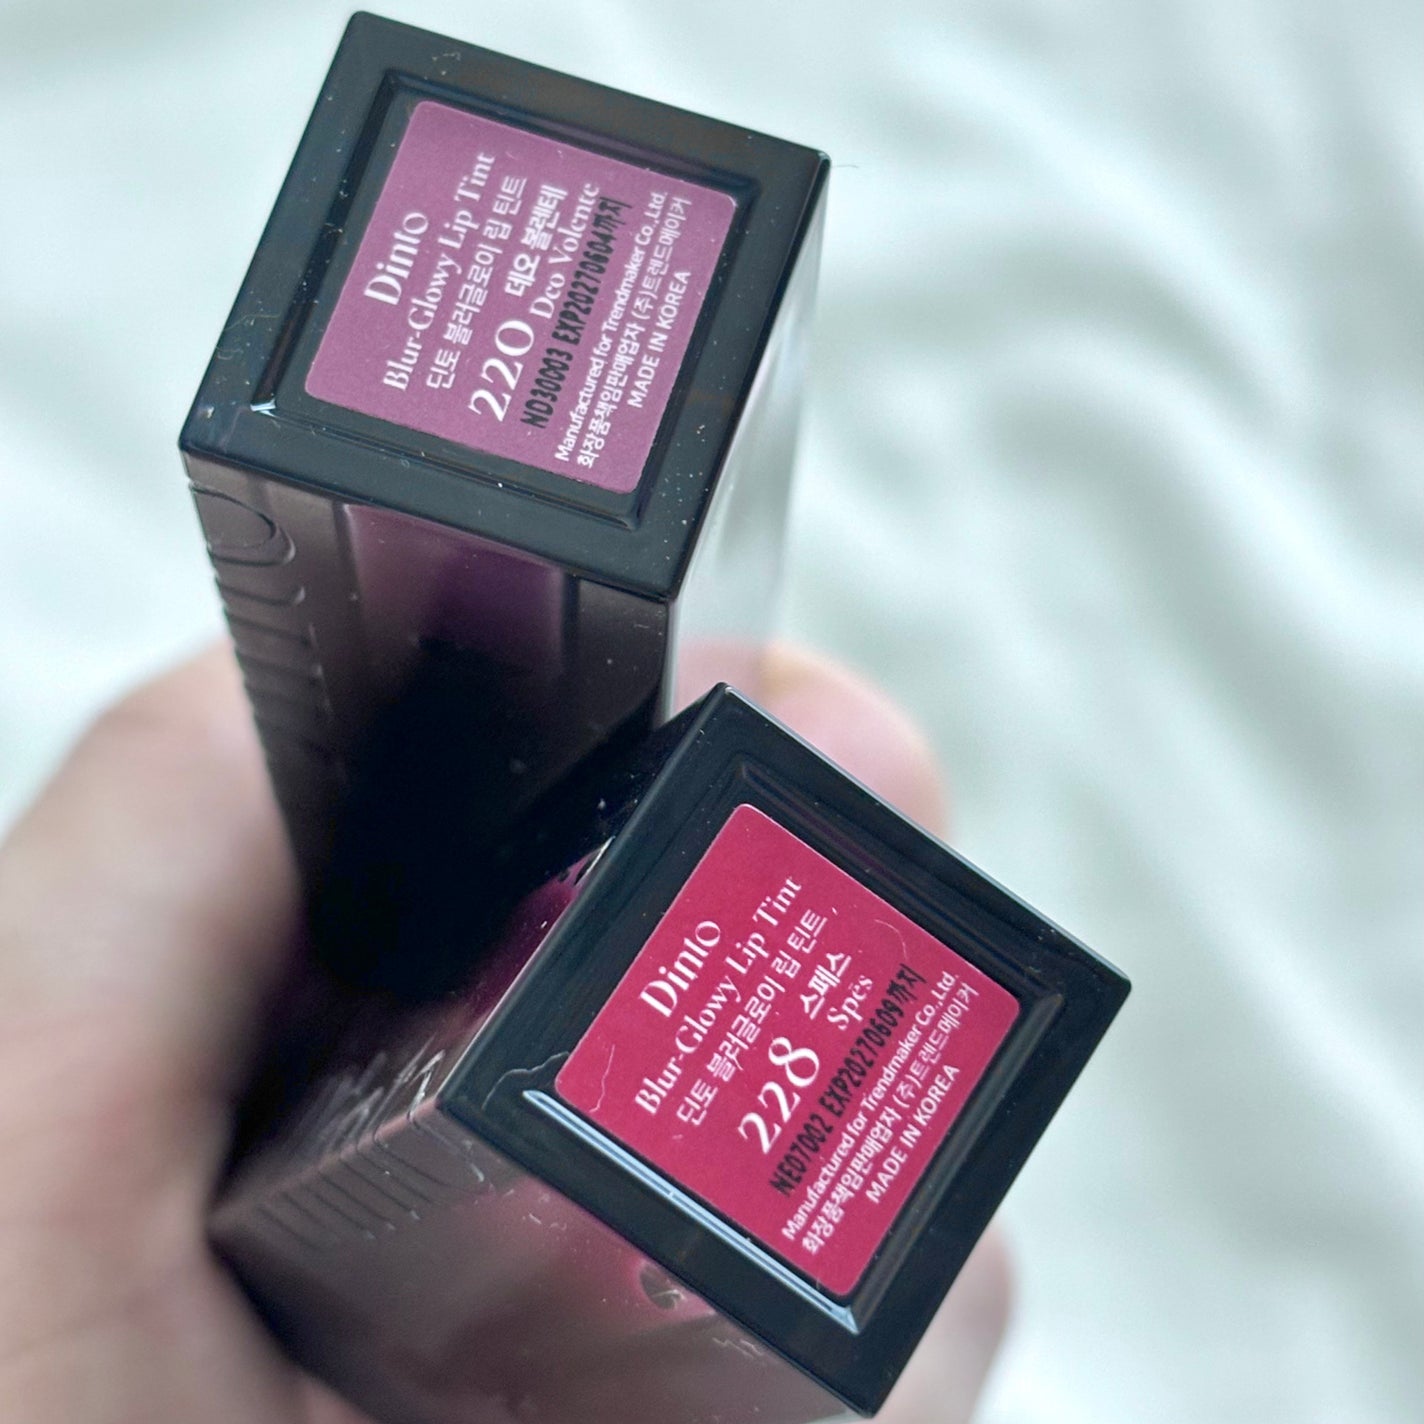 Dinto
Blur-Glowy Lip Tint
딘토 블러글로이 립 틴트
220 데오 볼렌테
Deo Volente
ND30003 EXP20270604까지
Manufactured for Trendmaker Co.,Ltd.
화장품책임판매업자 (주)트렌드메이커
MADE IN KOREA
Dinto
Blur-Glowy Lip Tint
딘토 블러글로이 립 틴트
228 스페스
Spēs
NE07002 EXP20270609까지
Manufactured for Trendmaker Co.,Ltd.
화장품책임판매업자 (주)트렌드메이커
MADE IN KOREA